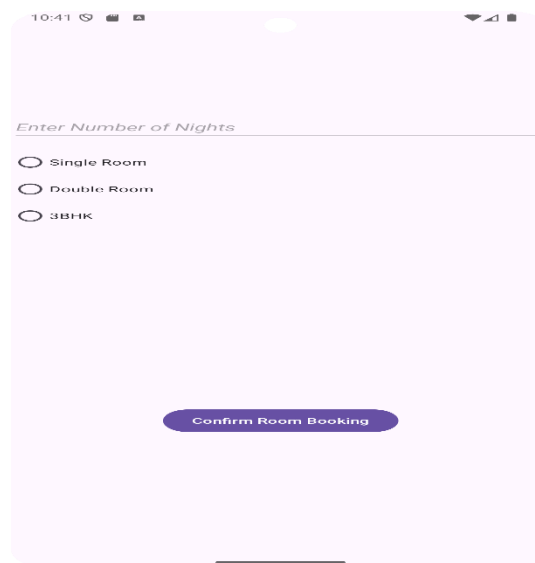 10:41
Enter Number of Nights
Single Room
Double Room
3BHK
Confirm Room Booking